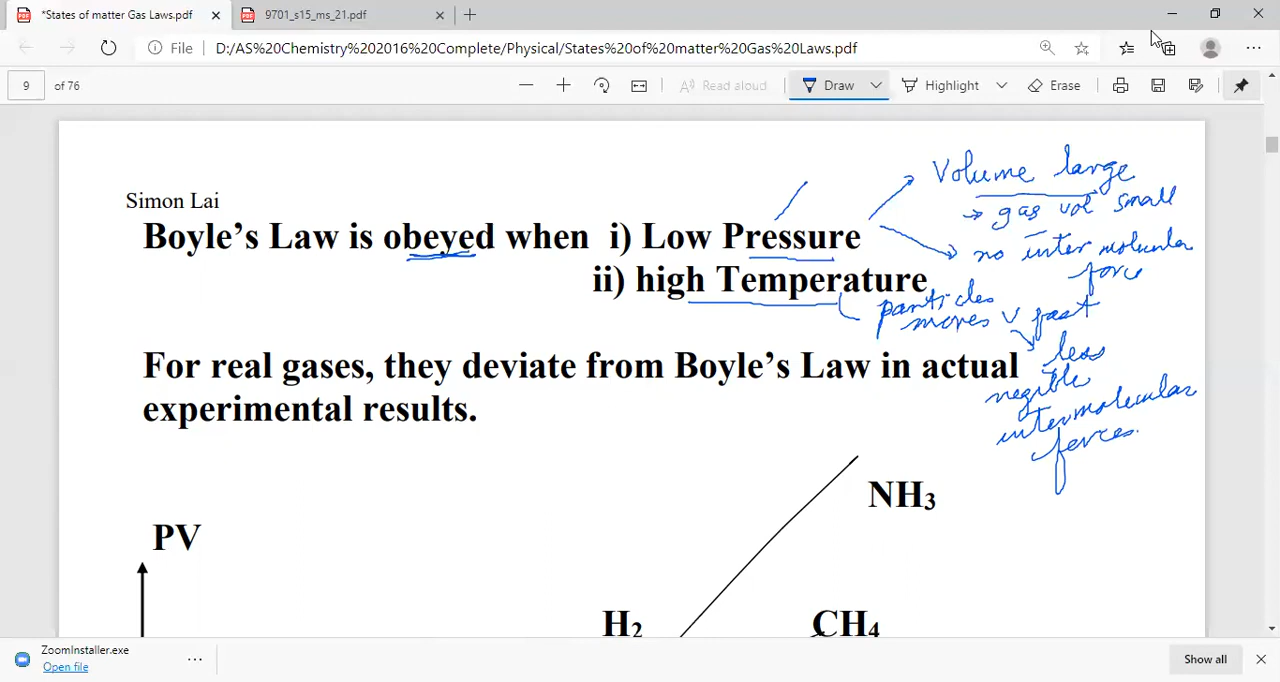 *States of matter Gas Laws.pdf
9701_s15_ms_21.pdf
File
D:/AS%20Chemistry%202016%20Complete/Physical/States%20of%20matter%20Gas%20Laws.pdf
9 of 76
Read aloud
Draw
Highlight
Erase
Simon Lai
Volume large
→ gas vol small
Boyle's Law is obeyed when i) Low Pressure
no inter molecular
force
ii) high Temperature
particles
moves v fast
less
For real gases, they deviate from Boyle's Law in actual
negible
experimental results.
intermolecular
forces.
NH3
PV
H2
CH4
ZoomInstaller.exe
Open file
Show all